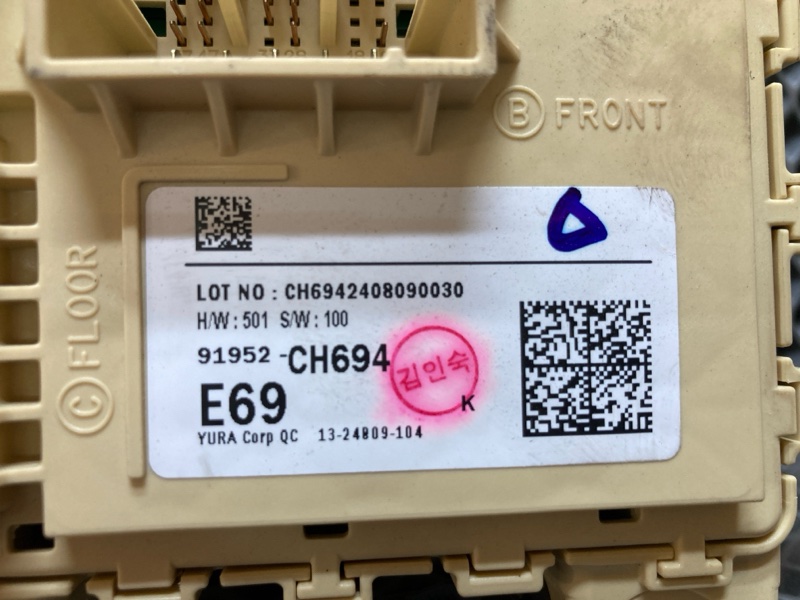 B FRONT
C FLOOR
LOT NO : CH6942408090030
H/W : 501 S/W : 100
91952 -CH694
김인숙
K
E69
YURA Corp QC 13-24809-104